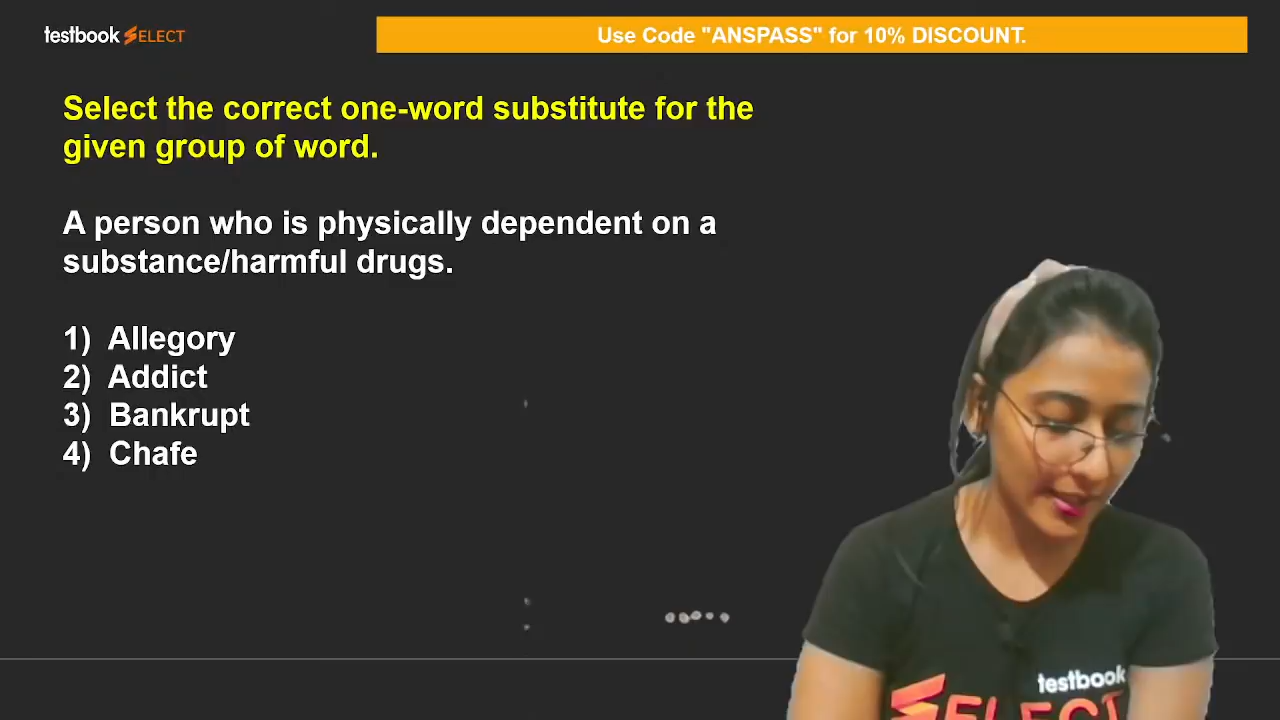 testbook SELECT
Use Code "ANSPASS" for 10% DISCOUNT.
Select the correct one-word substitute for the
given group of word.
A person who is physically dependent on a
substance/harmful drugs.
1) Allegory
2) Addict
3) Bankrupt
4) Chafe
testbook
SELECT